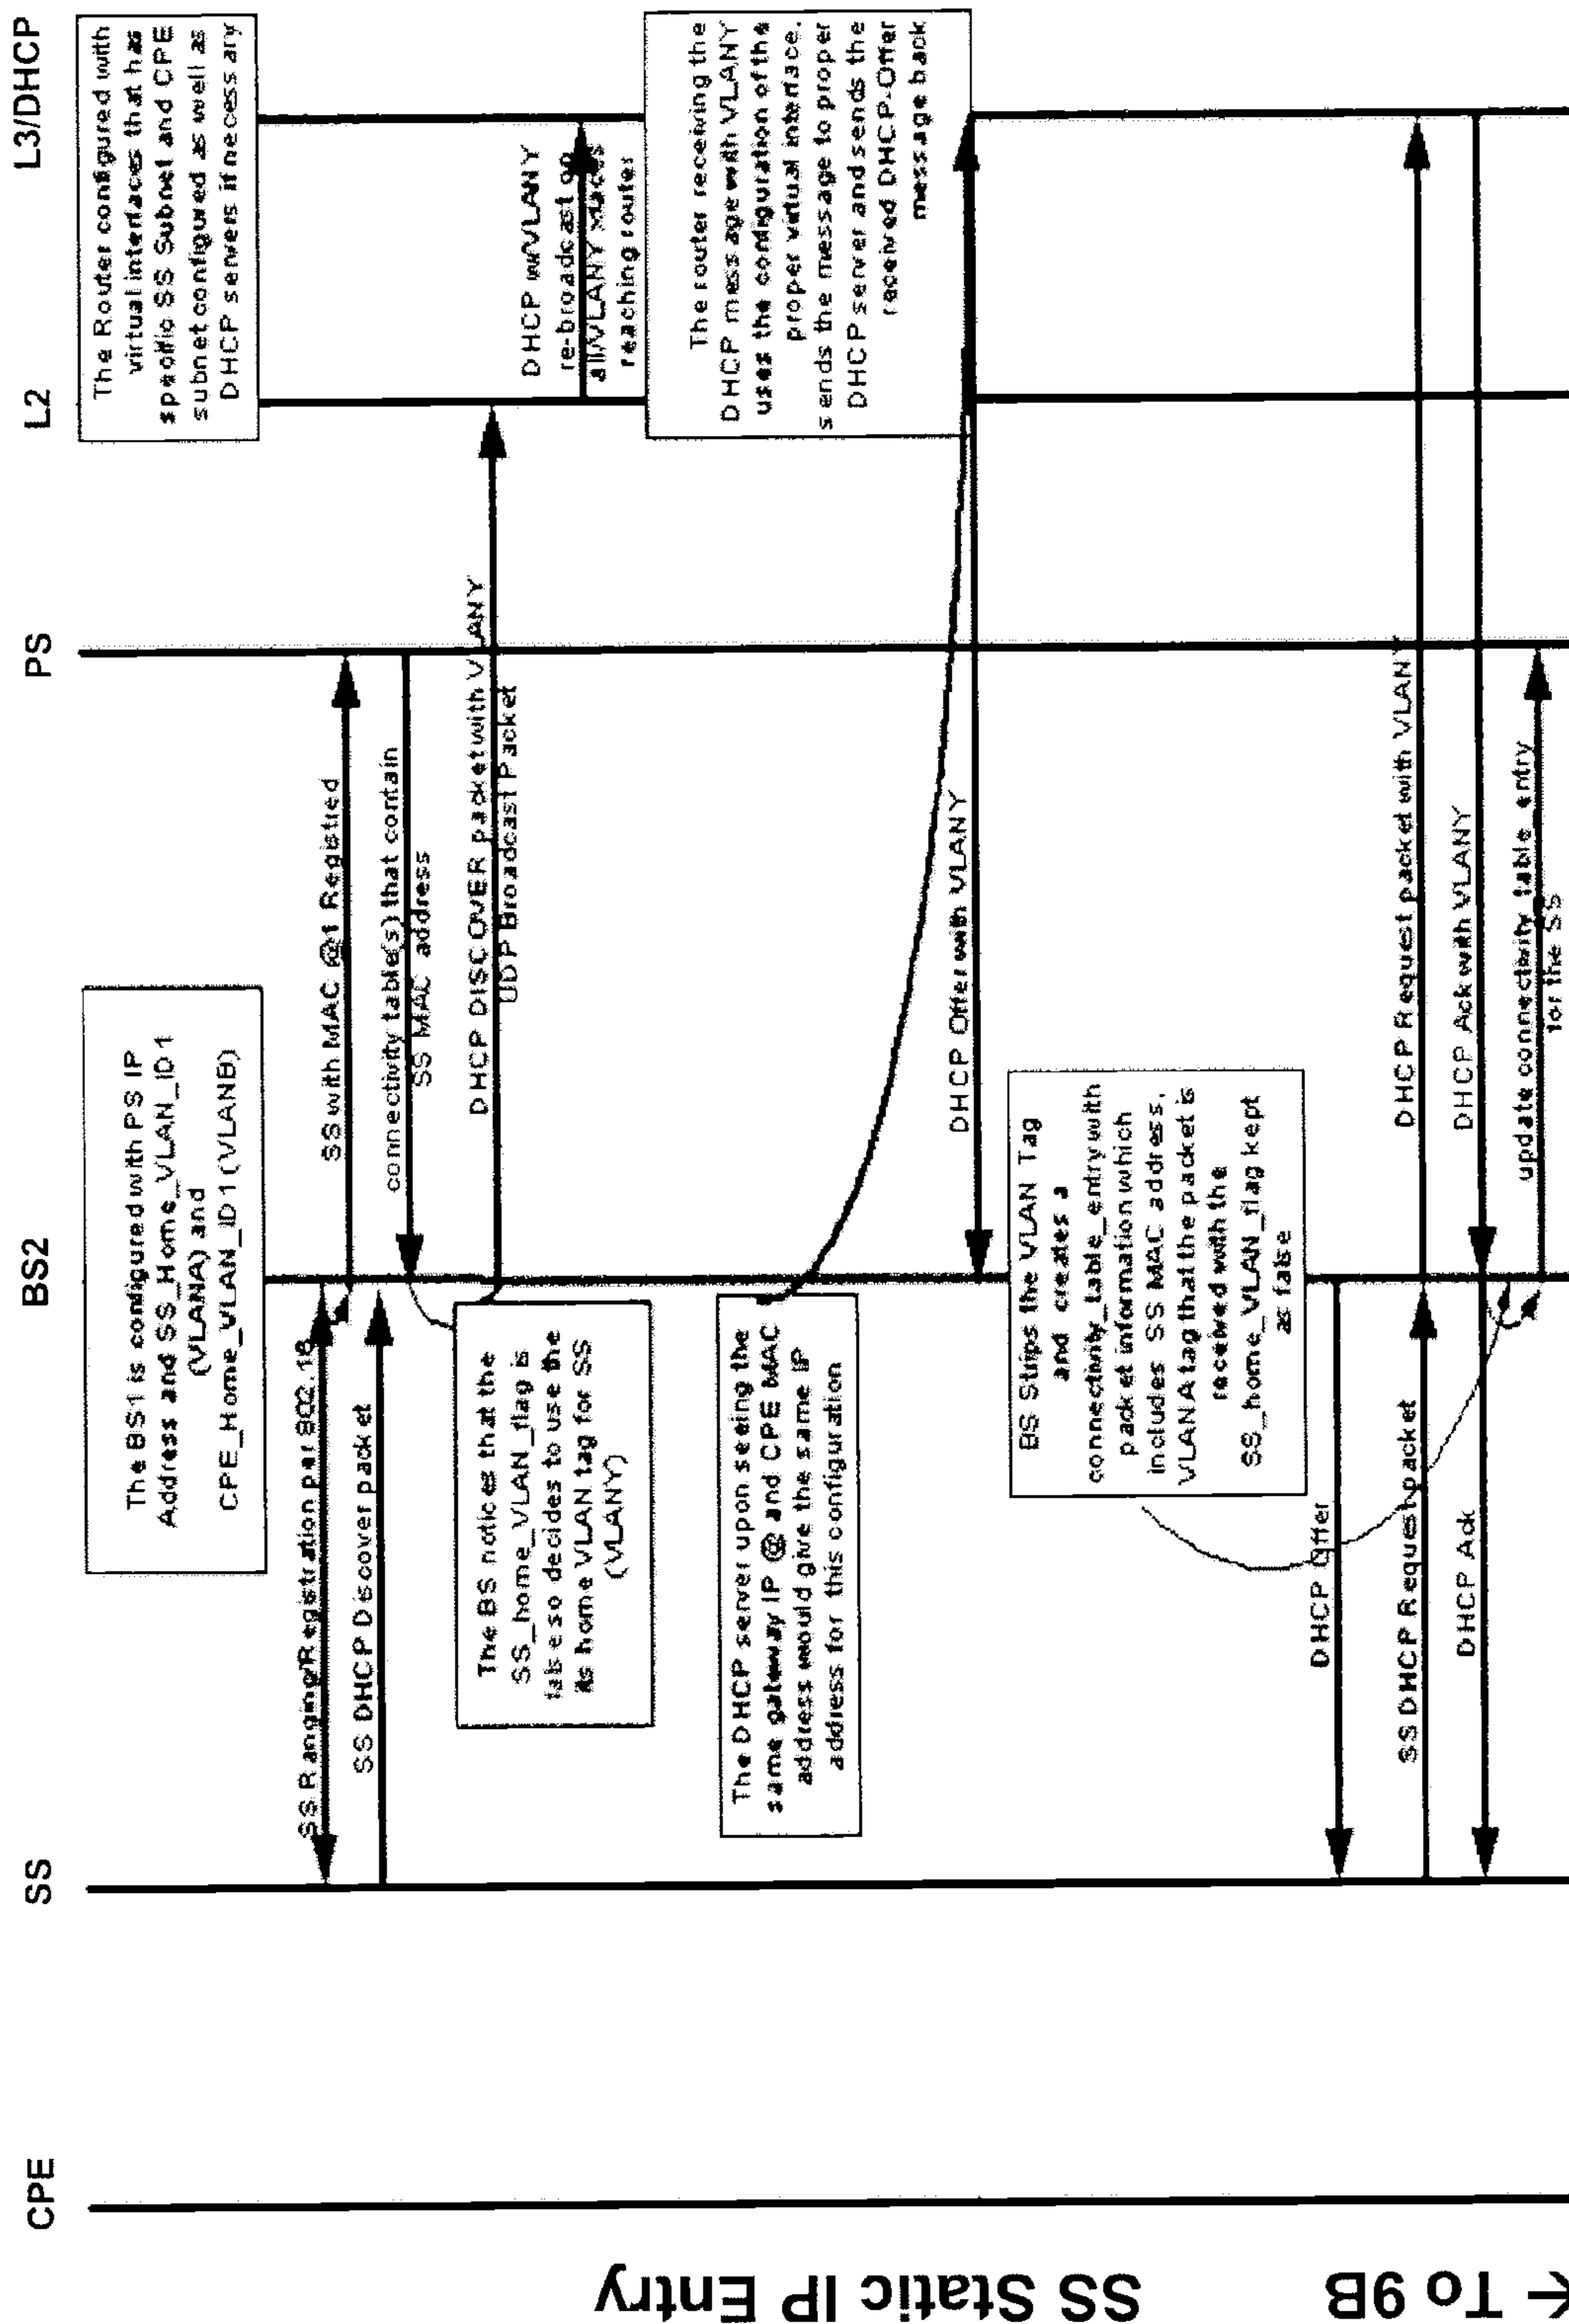 CPE
SS
BS2
PS
L2
L3/DHCP
The BS1 is configured with PS IP
Address and SS_Home_VLAN_ID1
(VLANA) and
CPE_Home_VLAN_ID1 (VLANB)
The Router configured with
virtual interfaces that has
specific SS Subnet and CPE
subnet configured as well as
DHCP servers if necessary
SS Ranging/Registration per 802.16
SS with MAC @1 Registred
SS DHCP Discover packet
connectivity table(s) that contain
SS MAC address
The BS notices that the
SS_home_VLAN_flag is
false so decides to use the
its home VLAN tag for SS
(VLANY)
DHCP DISCOVER packet with VLANY
UDP Broadcast Packet
DHCP w/VLANY
re-broadcast on
all VLANY
reaching router
The router receiving the
DHCP message with VLANY
uses the configuration of the
proper virtual interface.
sends the message to proper
DHCP server and sends the
received DHCP-Offer
message back
The DHCP server upon seeing the
same gateway IP @ and CPE MAC
address would give the same IP
address for this configuration
DHCP Offer with VLANY
BS Strips the VLAN Tag
and creates a
connectivity_table_entry with
packet information which
includes SS MAC address,
VLANA tag that the packet is
received with the
SS_home_VLAN_flag kept
as false
DHCP Offer
SS DHCP Request packet
DHCP Request packet with VLANY
DHCP Ack with VLANY
DHCP Ack
update connectivity table entry
for the SS
SS Static IP Entry
To 9B